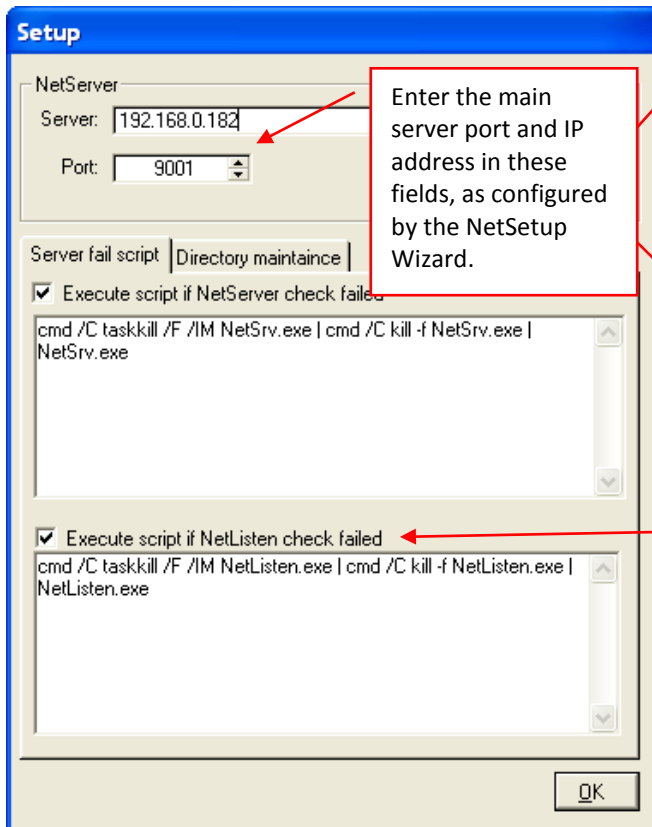 Setup
NetServer
Server: 192.168.0.182
Port: 9001
Enter the main
server port and IP
address in these
fields, as configured
by the NetSetup
Wizard.
Server fail script
Directory maintaince
Execute script if NetServer check failed
cmd /C taskkill /F /IM NetSrv.exe | cmd /C kill -f NetSrv.exe |
NetSrv.exe
Execute script if NetListen check failed
cmd /C taskkill /F /IM NetListen.exe | cmd /C kill -f NetListen.exe |
NetListen.exe
OK